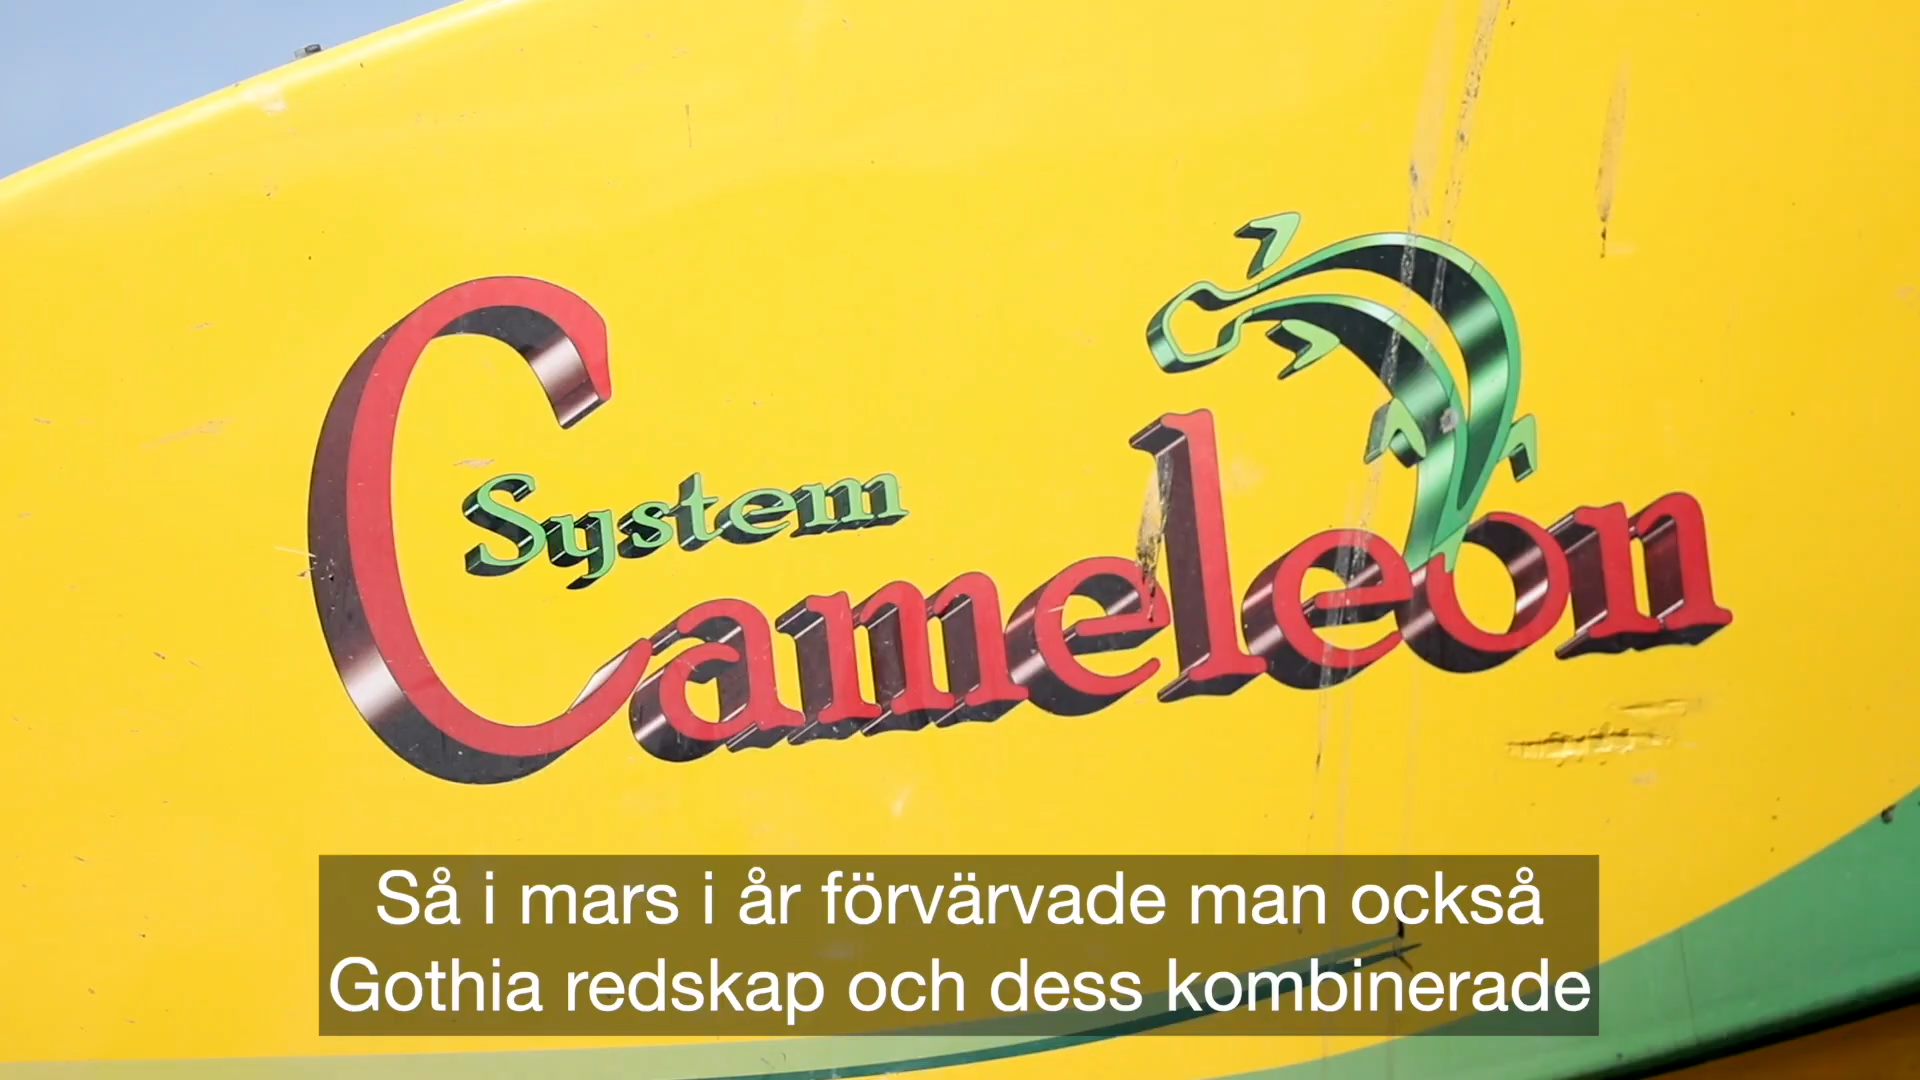 System
Cameleon
Så i mars i år förvärvade man också
Gothia redskap och dess kombinerade